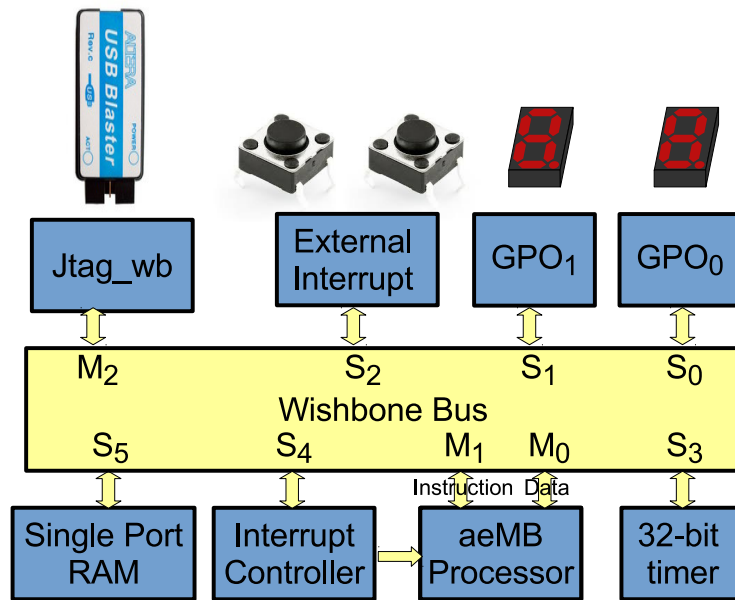 ALTERA
USB Blaster
Rev.c
USB
POWER
ACT
Jtag_wb
External
Interrupt
GPO1
GPO0
M2
S2
S1
S0
Wishbone Bus
S5
S4
M1
M0
S3
Instruction Data
Single Port
RAM
Interrupt
Controller
aeMB
Processor
32-bit
timer